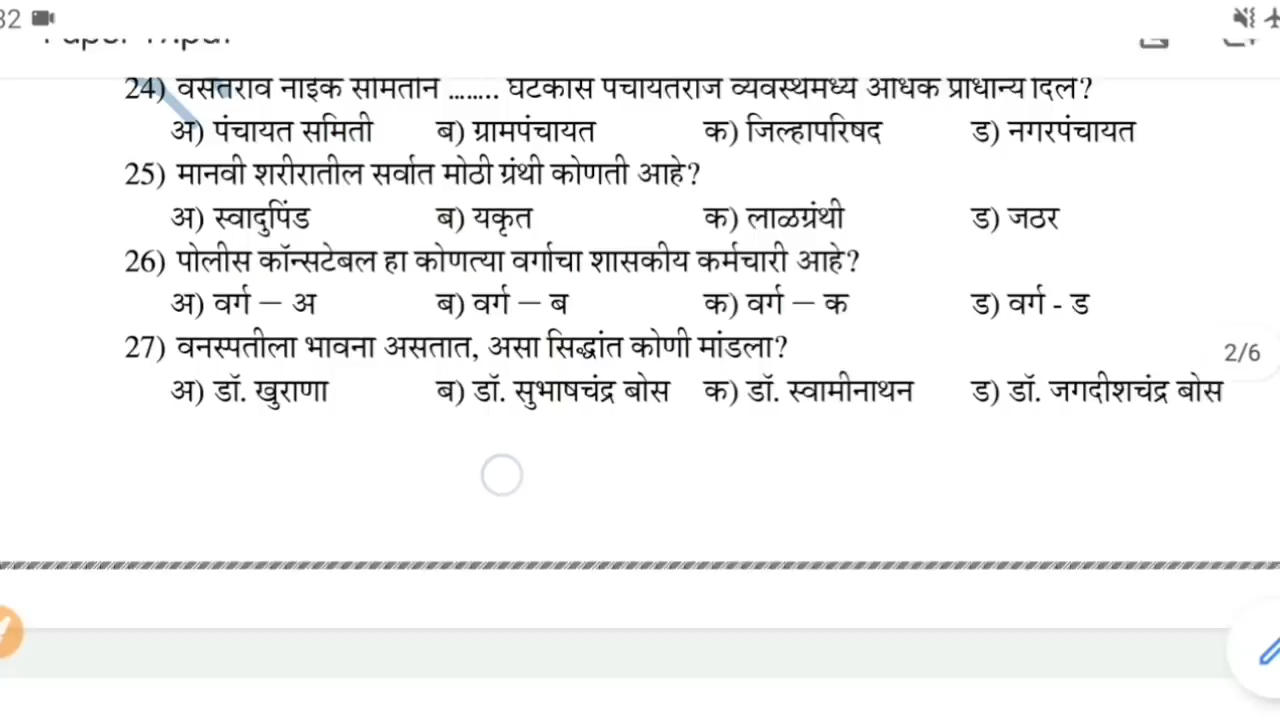 32
24) वसंतराव नाईक समितीने ........ घटकास पंचायतराज व्यवस्थेमध्ये अधिक प्राधान्य दिले?
अ) पंचायत समिती ब) ग्रामपंचायत क) जिल्हापरिषद ड) नगरपंचायत
25) मानवी शरीरातील सर्वात मोठी ग्रंथी कोणती आहे?
अ) स्वादुपिंड ब) यकृत क) लाळग्रंथी ड) जठर
26) पोलीस कॉन्सटेबल हा कोणत्या वर्गाचा शासकीय कर्मचारी आहे?
अ) वर्ग – अ ब) वर्ग – ब क) वर्ग – क ड) वर्ग - ड
27) वनस्पतीला भावना असतात, असा सिद्धांत कोणी मांडला?
2/6
अ) डॉ. खुराणा ब) डॉ. सुभाषचंद्र बोस क) डॉ. स्वामीनाथन ड) डॉ. जगदीशचंद्र बोस